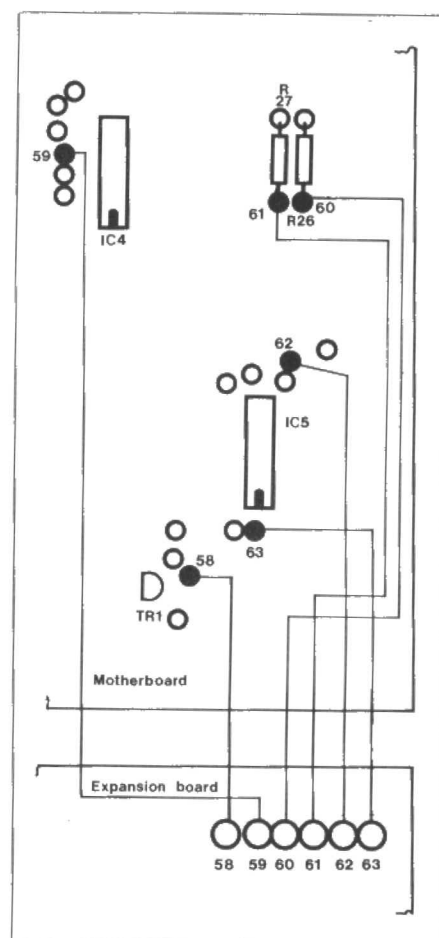 R
27
59
61
R26
60
IC4
62
IC5
58
63
TR1
Motherboard
Expansion board
58 59 60 61 62 63